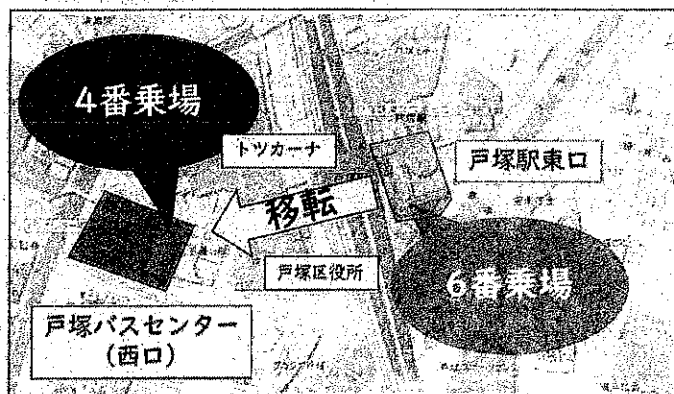 4番乗場
トツカーナ
戸塚駅東口
移転
戸塚区役所
6番乗場
戸塚バスセンター
(西口)